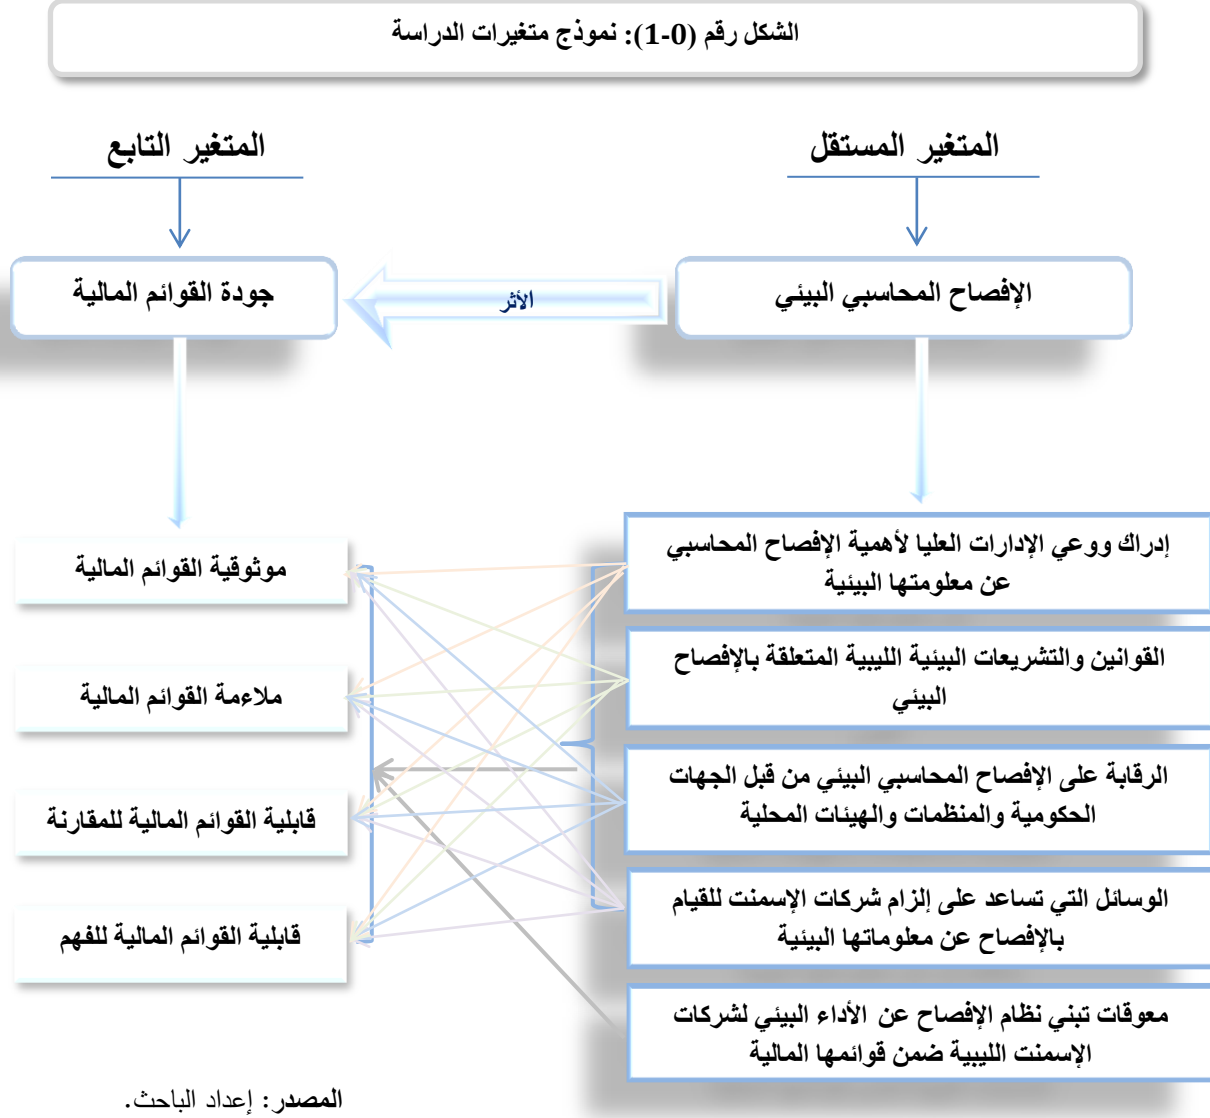 الشكل رقم (0-1): نموذج متغيرات الدراسة
المتغير المستقل
المتغير التابع
الإفصاح المحاسبي البيئي
الأثر
جودة القوائم المالية
إدراك ووعي الإدارات العليا لأهمية الإفصاح المحاسبي
عن معلومتها البيئية
القوانين والتشريعات البيئية الليبية المتعلقة بالإفصاح
البيئي
الرقابة على الإفصاح المحاسبي البيئي من قبل الجهات
الحكومية والمنظمات والهيئات المحلية
الوسائل التي تساعد على إلزام شركات الإسمنت للقيام
بالإفصاح عن معلوماتها البيئية
معوقات تبني نظام الإفصاح عن الأداء البيئي لشركات
الإسمنت الليبية ضمن قوائمها المالية
موثوقية القوائم المالية
ملاءمة القوائم المالية
قابلية القوائم المالية للمقارنة
قابلية القوائم المالية للفهم
المصدر: إعداد الباحث.